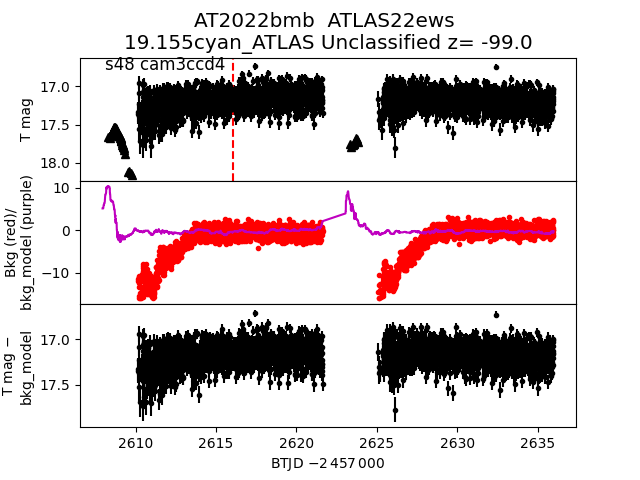 AT2022bmb  ATLAS22ews
19.155cyan_ATLAS Unclassified z= -99.0
s48 cam3ccd4
17.0
17.5
18.0
T mag
10
0
−10
Bkg (red)/
bkg_model (purple)
17.0
17.5
T mag −
bkg_model
2610 2615 2620 2625 2630 2635
BTJD −2 457 000